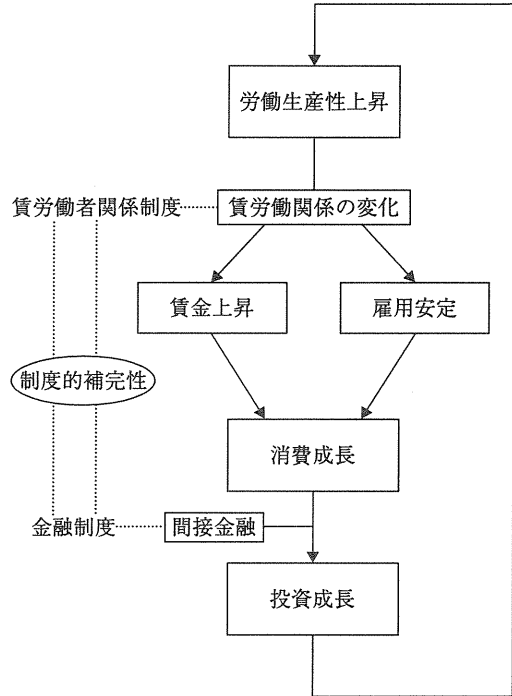 労働生産性上昇
賃労働者関係制度
賃労働関係の変化
賃金上昇
雇用安定
制度的補完性
消費成長
金融制度
間接金融
投資成長